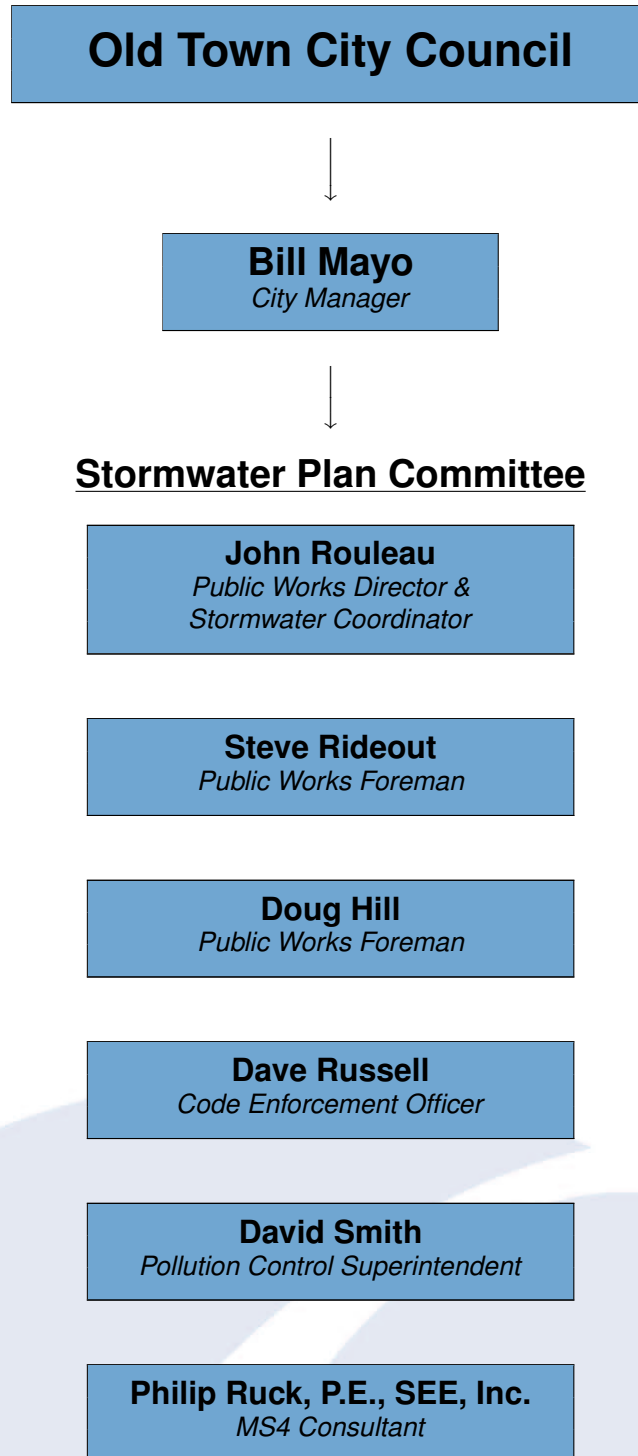 Old Town City Council
Bill Mayo
City Manager
Stormwater Plan Committee
John Rouleau
Public Works Director &
Stormwater Coordinator
Steve Rideout
Public Works Foreman
Doug Hill
Public Works Foreman
Dave Russell
Code Enforcement Officer
David Smith
Pollution Control Superintendent
Philip Ruck, P.E., SEE, Inc.
MS4 Consultant